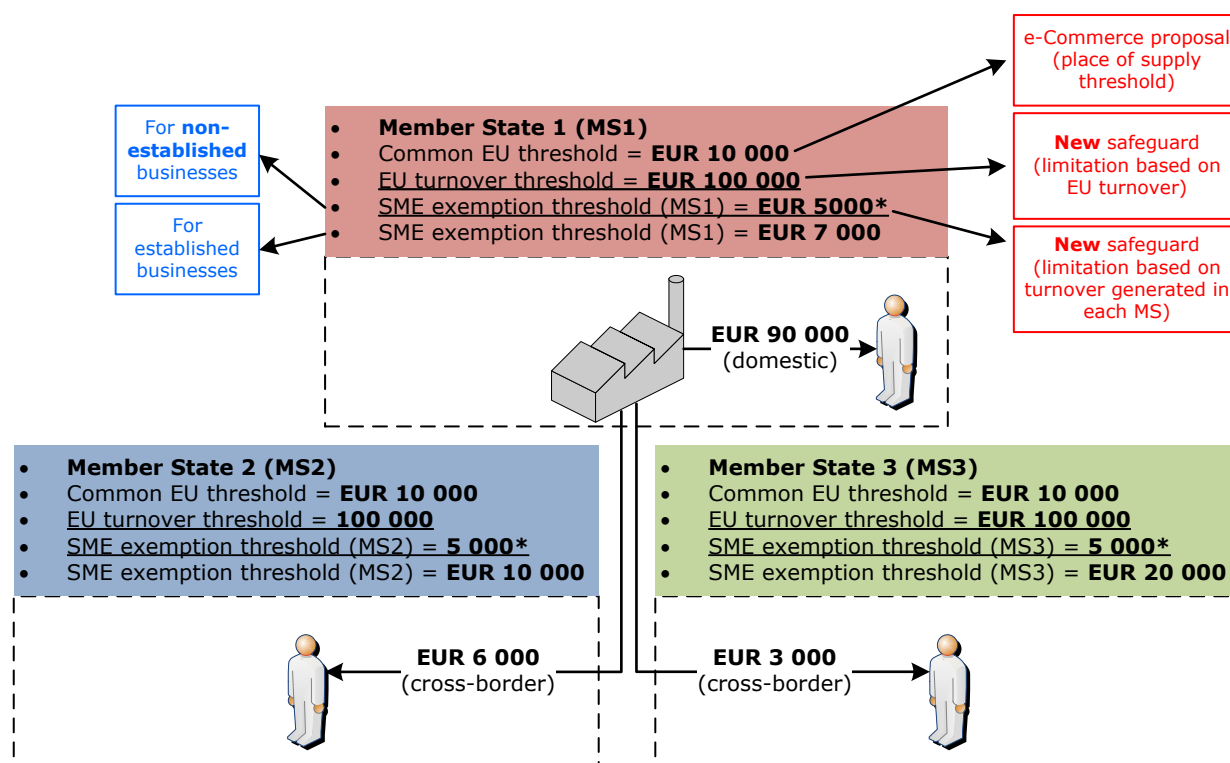 e-Commerce proposal
(place of supply
threshold)
For non-
established
businesses
• Member State 1 (MS1)
• Common EU threshold = EUR 10 000
• EU turnover threshold = EUR 100 000
• SME exemption threshold (MS1) = EUR 5000*
• SME exemption threshold (MS1) = EUR 7 000
New safeguard
(limitation based on
EU turnover)
For
established
businesses
New safeguard
(limitation based on
turnover generated in
each MS)
EUR 90 000
(domestic)
• Member State 2 (MS2)
• Common EU threshold = EUR 10 000
• EU turnover threshold = 100 000
• SME exemption threshold (MS2) = 5 000*
• SME exemption threshold (MS2) = EUR 10 000
• Member State 3 (MS3)
• Common EU threshold = EUR 10 000
• EU turnover threshold = EUR 100 000
• SME exemption threshold (MS3) = 5 000*
• SME exemption threshold (MS3) = EUR 20 000
EUR 6 000
(cross-border)
EUR 3 000
(cross-border)